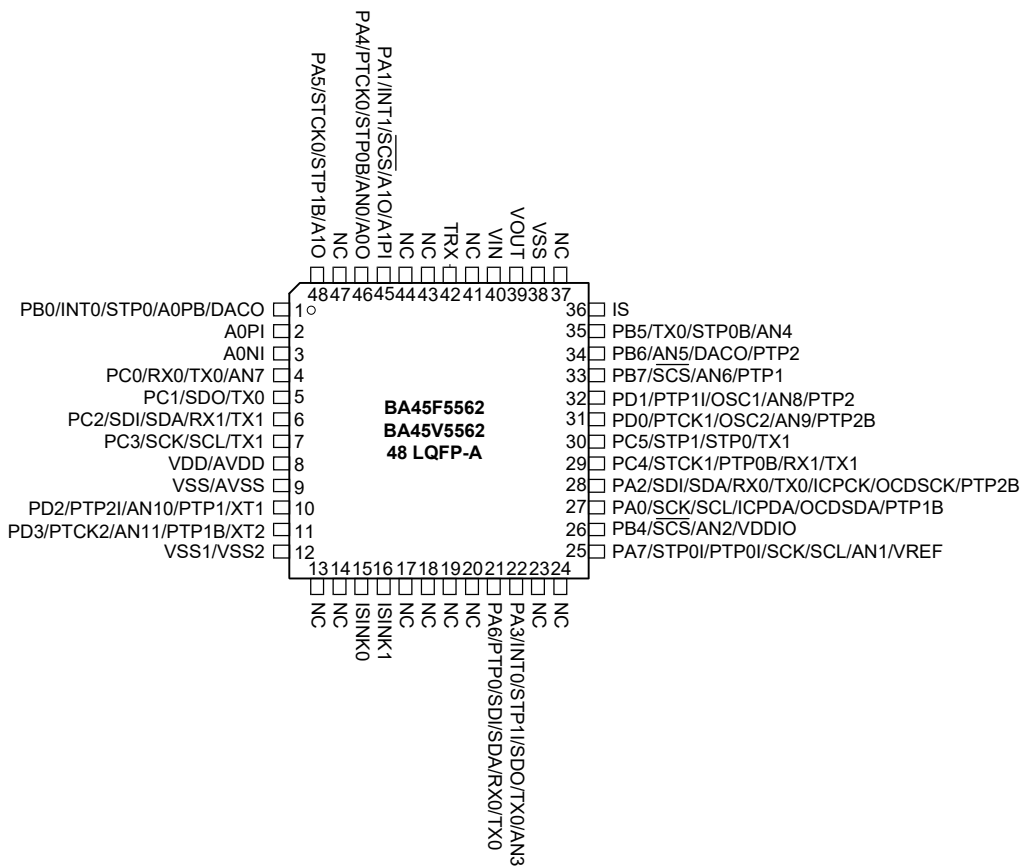 PA5/STCK0/STP1B/A1O
NC
PA4/PTCK0/STP0B/AN0/A0O
PA1/INT1/SCS/A1O/A1PI
NC
NC
TRX
NC
VIN
VOUT
VSS
NC
48 47 46 45 44 43 42 41 40 39 38 37
PB0/INT0/STP0/A0PB/DACO 1
A0PI 2
A0NI 3
PC0/RX0/TX0/AN7 4
PC1/SDO/TX0 5
PC2/SDI/SDA/RX1/TX1 6
PC3/SCK/SCL/TX1 7
VDD/AVDD 8
VSS/AVSS 9
PD2/PTP2I/AN10/PTP1/XT1 10
PD3/PTCK2/AN11/PTP1B/XT2 11
VSS1/VSS2 12
BA45F5562
BA45V5562
48 LQFP-A
36 IS
35 PB5/TX0/STP0B/AN4
34 PB6/AN5/DACO/PTP2
33 PB7/SCS/AN6/PTP1
32 PD1/PTP1I/OSC1/AN8/PTP2
31 PD0/PTCK1/OSC2/AN9/PTP2B
30 PC5/STP1/STP0/TX1
29 PC4/STCK1/PTP0B/RX1/TX1
28 PA2/SDI/SDA/RX0/TX0/ICPCK/OCDSCK/PTP2B
27 PA0/SCK/SCL/ICPDA/OCDSDA/PTP1B
26 PB4/SCS/AN2/VDDIO
25 PA7/STP0I/PTP0I/SCK/SCL/AN1/VREF
13 14 15 16 17 18 19 20 21 22 23 24
NC
NC
ISINK0
ISINK1
NC
NC
NC
NC
PA6/PTP0/SDI/SDA/RX0/TX0
PA3/INT0/STP1I/SDO/TX0/AN3
NC
NC